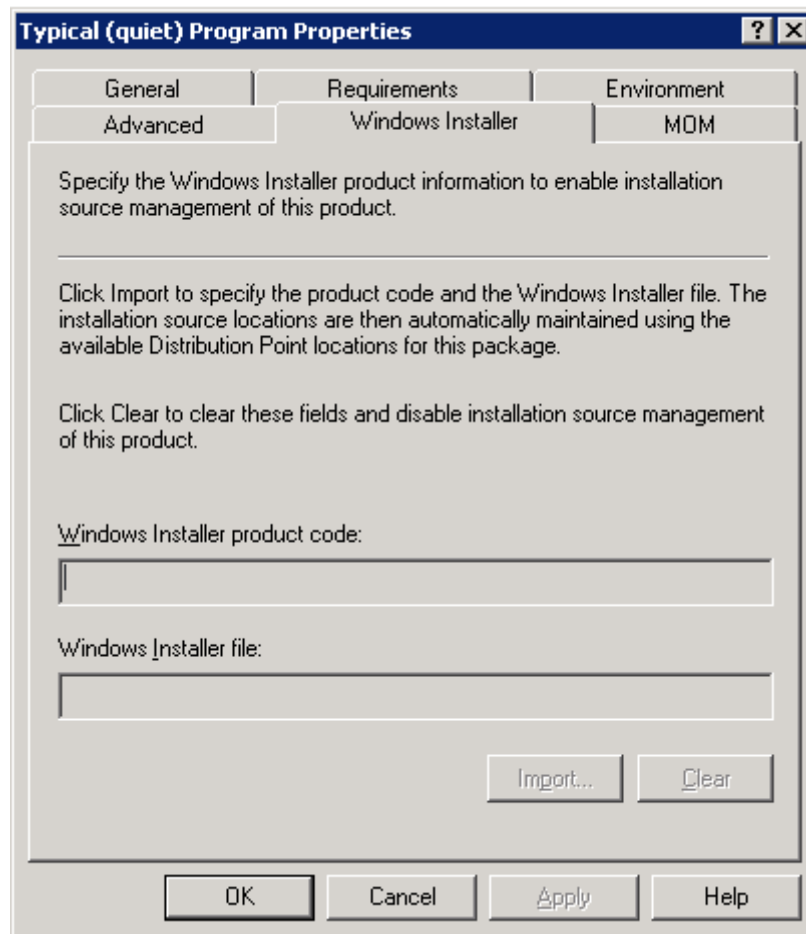 Typical (quiet) Program Properties
General Requirements Environment
Advanced Windows Installer MOM
Specify the Windows Installer product information to enable installation
source management of this product.
Click Import to specify the product code and the Windows Installer file. The
installation source locations are then automatically maintained using the
available Distribution Point locations for this package.
Click Clear to clear these fields and disable installation source management
of this product.
Windows Installer product code:
Windows Installer file:
Import... Clear
OK Cancel Apply Help